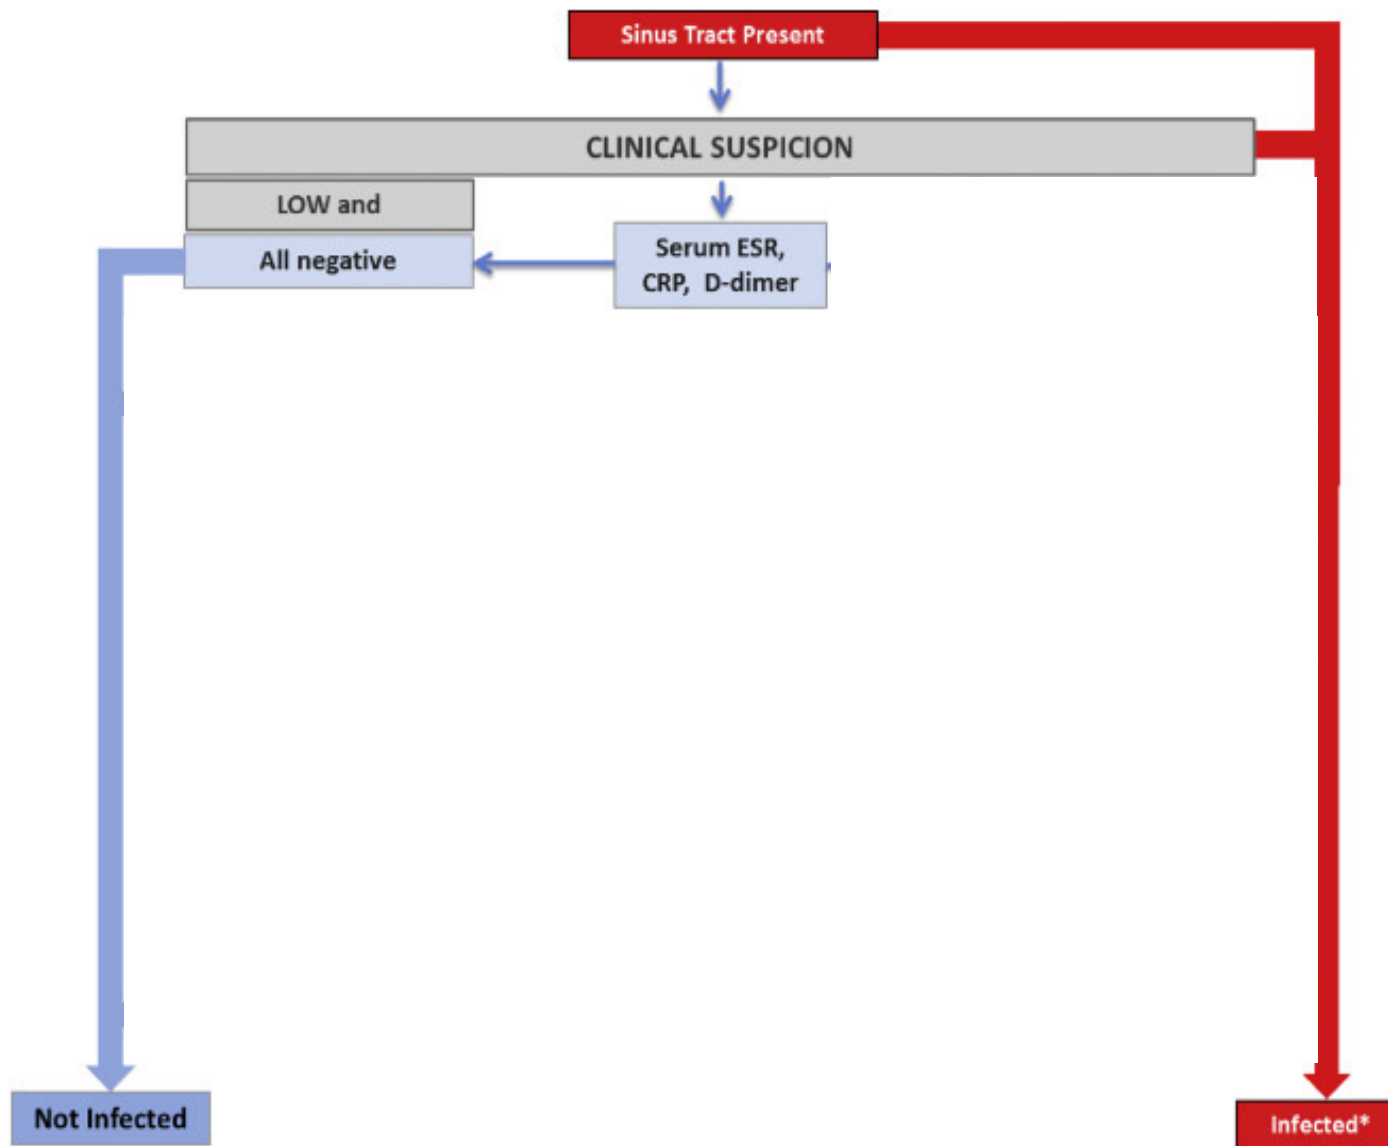 Sinus Tract Present
CLINICAL SUSPICION
LOW and
All negative
Serum ESR,
CRP, D-dimer
Not Infected
Infected*